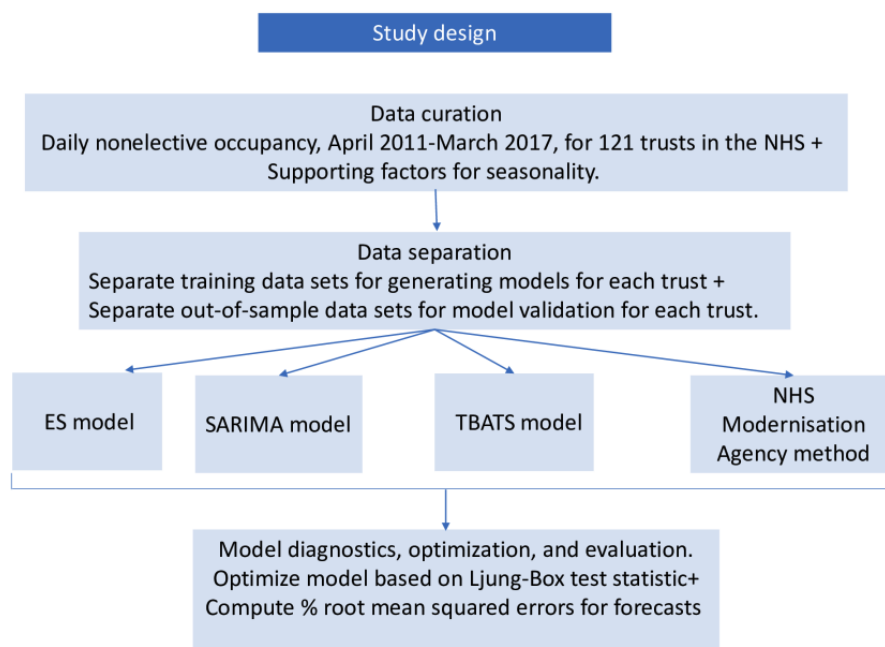 Study design
Data curation
Daily nonelective occupancy, April 2011-March 2017, for 121 trusts in the NHS +
Supporting factors for seasonality.
Data separation
Separate training data sets for generating models for each trust +
Separate out-of-sample data sets for model validation for each trust.
ES model
SARIMA model
TBATS model
NHS
Modernisation
Agency method
Model diagnostics, optimization, and evaluation.
Optimize model based on Ljung-Box test statistic+
Compute % root mean squared errors for forecasts